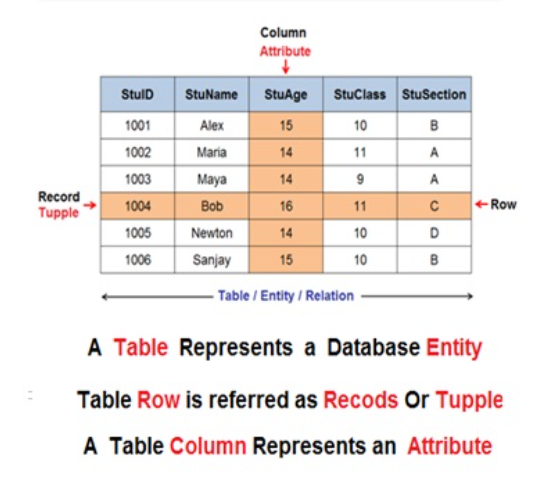 Column
Attribute
StuID StuName StuAge StuClass StuSection
1001 Alex 15 10 B
1002 Maria 14 11 A
1003 Maya 14 9 A
Record
Tupple
1004 Bob 16 11 C
Row
1005 Newton 14 10 D
1006 Sanjay 15 10 B
Table / Entity / Relation
A Table Represents a Database Entity
Table Row is referred as Recods Or Tupple
A Table Column Represents an Attribute